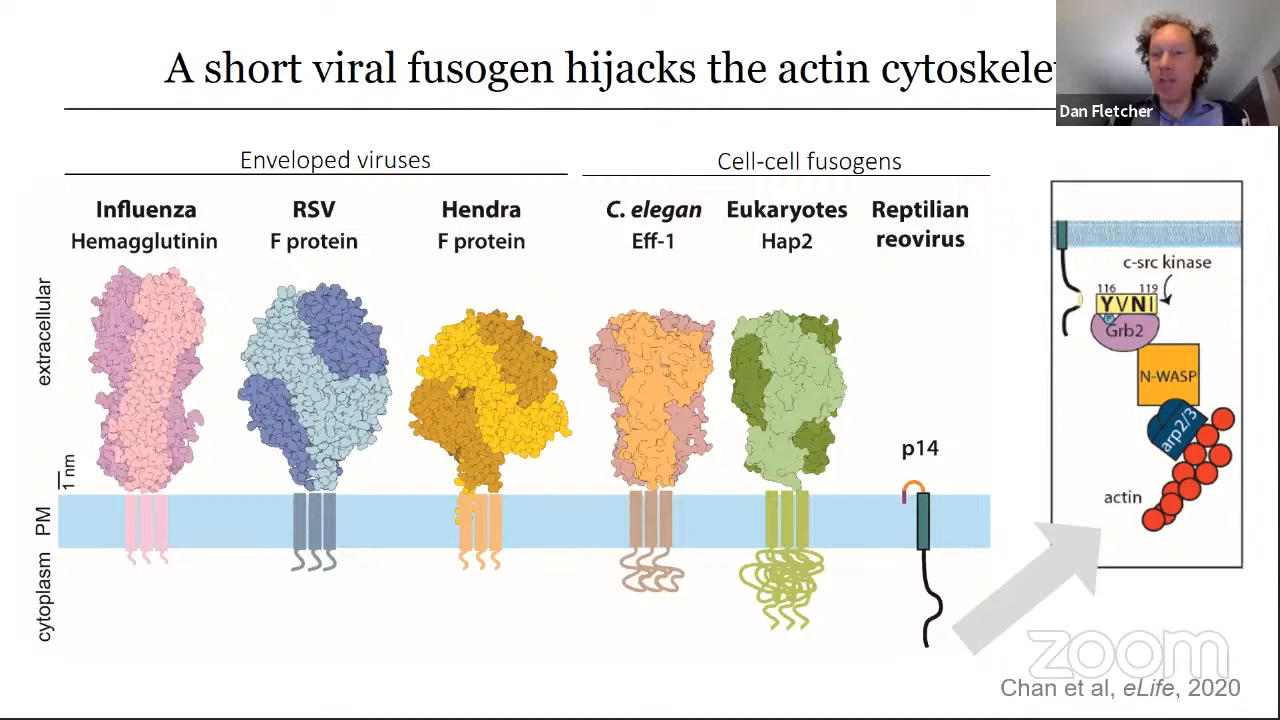 A short viral fusogen hijacks the actin cytoskele
Dan Fletcher
Enveloped viruses
Cell-cell fusogens
Influenza
Hemagglutinin
RSV
F protein
Hendra
F protein
C. elegan
Eff-1
Eukaryotes
Hap2
Reptilian
reovirus
extracellular
1 nm
PM
cytoplasm
p14
c-src kinase
116 119
YVNI
P
Grb2
N-WASP
arp2/3
actin
zoom
Chan et al, eLife, 2020